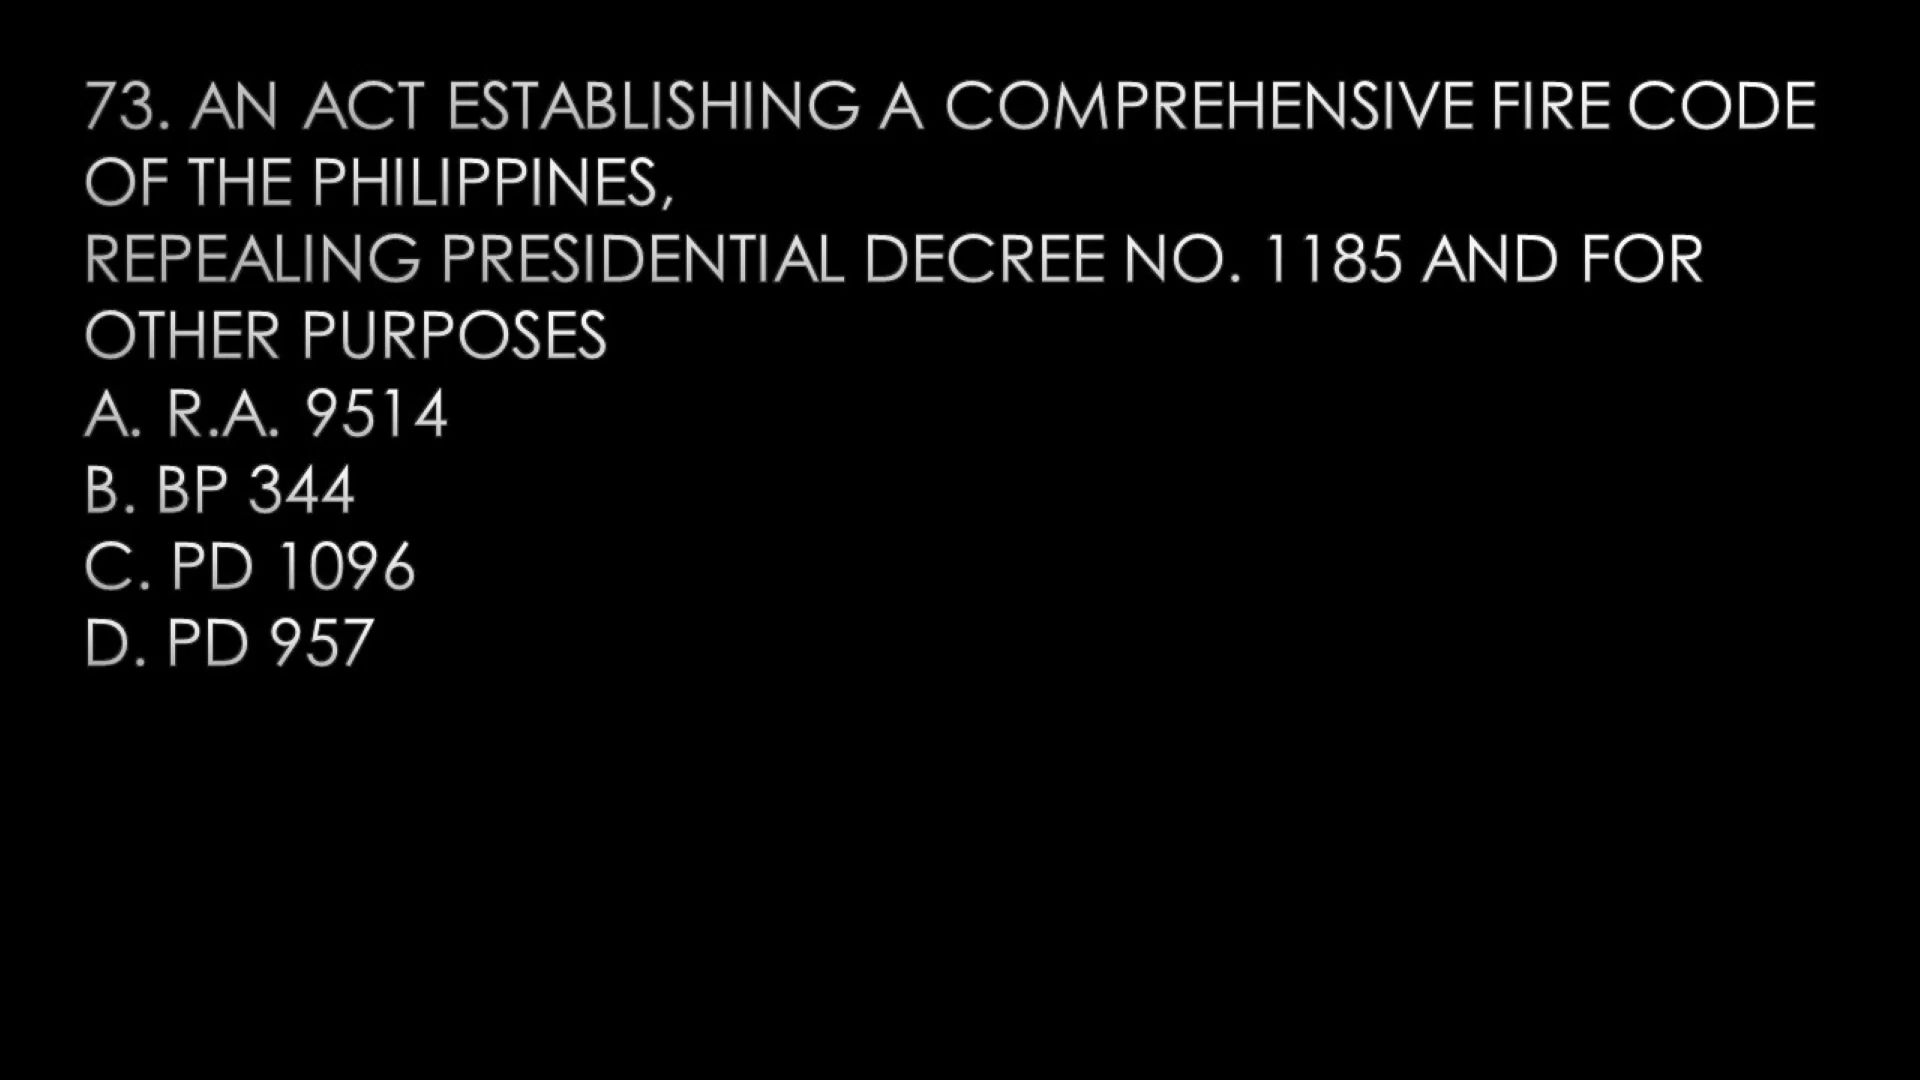 73. AN ACT ESTABLISHING A COMPREHENSIVE FIRE CODE
OF THE PHILIPPINES,
REPEALING PRESIDENTIAL DECREE NO. 1185 AND FOR
OTHER PURPOSES
A. R.A. 9514
B. BP 344
C. PD 1096
D. PD 957